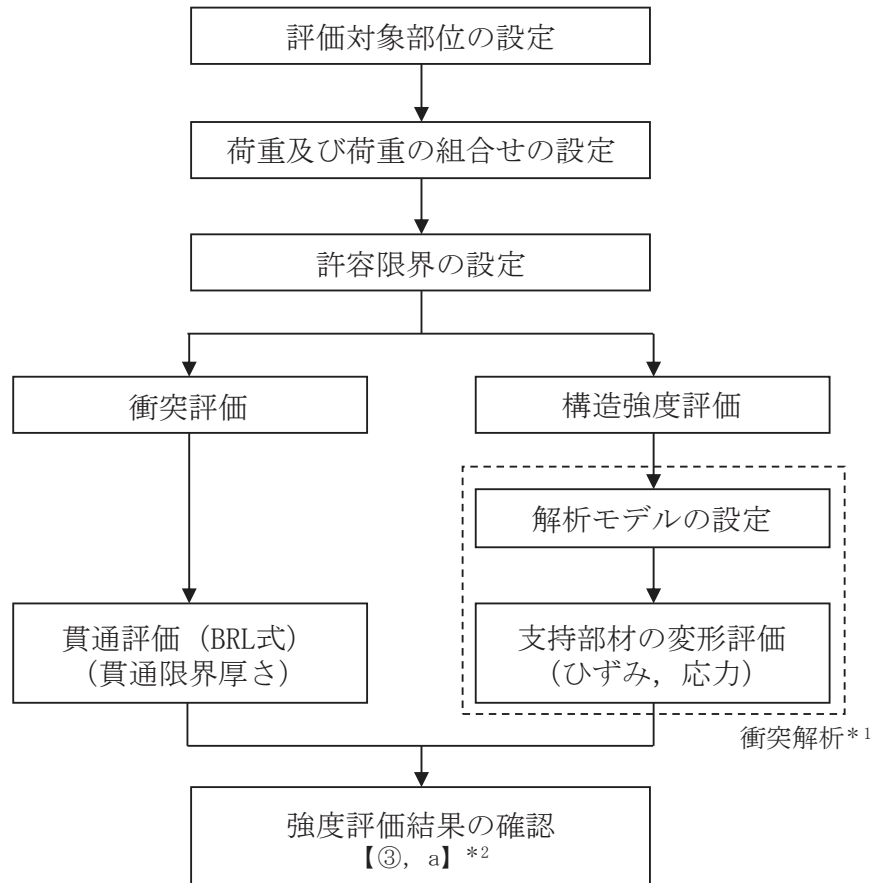 評価対象部位の設定
荷重及び荷重の組合せの設定
許容限界の設定
衝突評価
構造強度評価
解析モデルの設定
貫通評価（BRL式）
（貫通限界厚さ）
支持部材の変形評価
（ひずみ，応力）
衝突解析*1
強度評価結果の確認
【③，a】*2